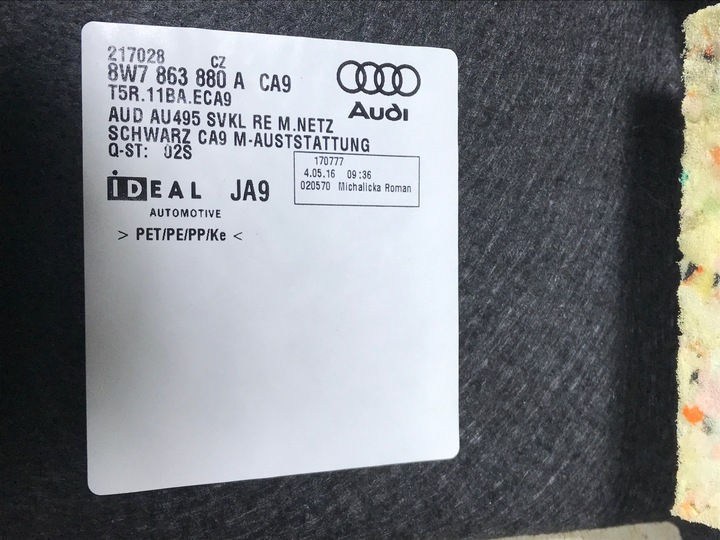 217028 CZ
8W7 863 880 A CA9
T5R.11BA.ECA9
Audi
AUD AU495 SVKL RE M.NETZ
SCHWARZ CA9 M-AUSTSTATTUNG
Q-ST: 02S
170777
4.05.16 09:36
020570 Michalicka Roman
iDEAL JA9
AUTOMOTIVE
> PET/PE/PP/Ke <